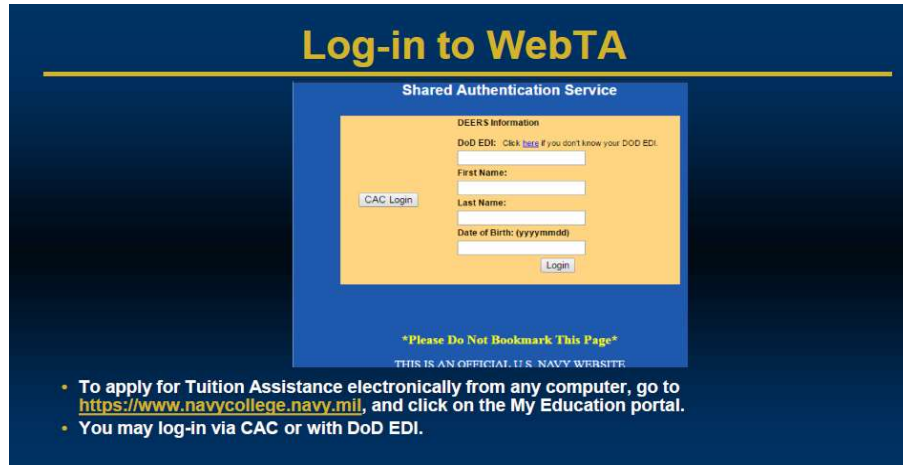 Log-in to WebTA
Shared Authentication Service
DEERS Information
DoD EDI: Click here if you don't know your DOD EDI.
First Name:
CAC Login
Last Name:
Date of Birth: (yyyymmdd)
Login
*Please Do Not Bookmark This Page*
THIS IS AN OFFICIAL U.S. NAVY WEBSITE
• To apply for Tuition Assistance electronically from any computer, go to
https://www.navycollege.navy.mil, and click on the My Education portal.
• You may log-in via CAC or with DoD EDI.